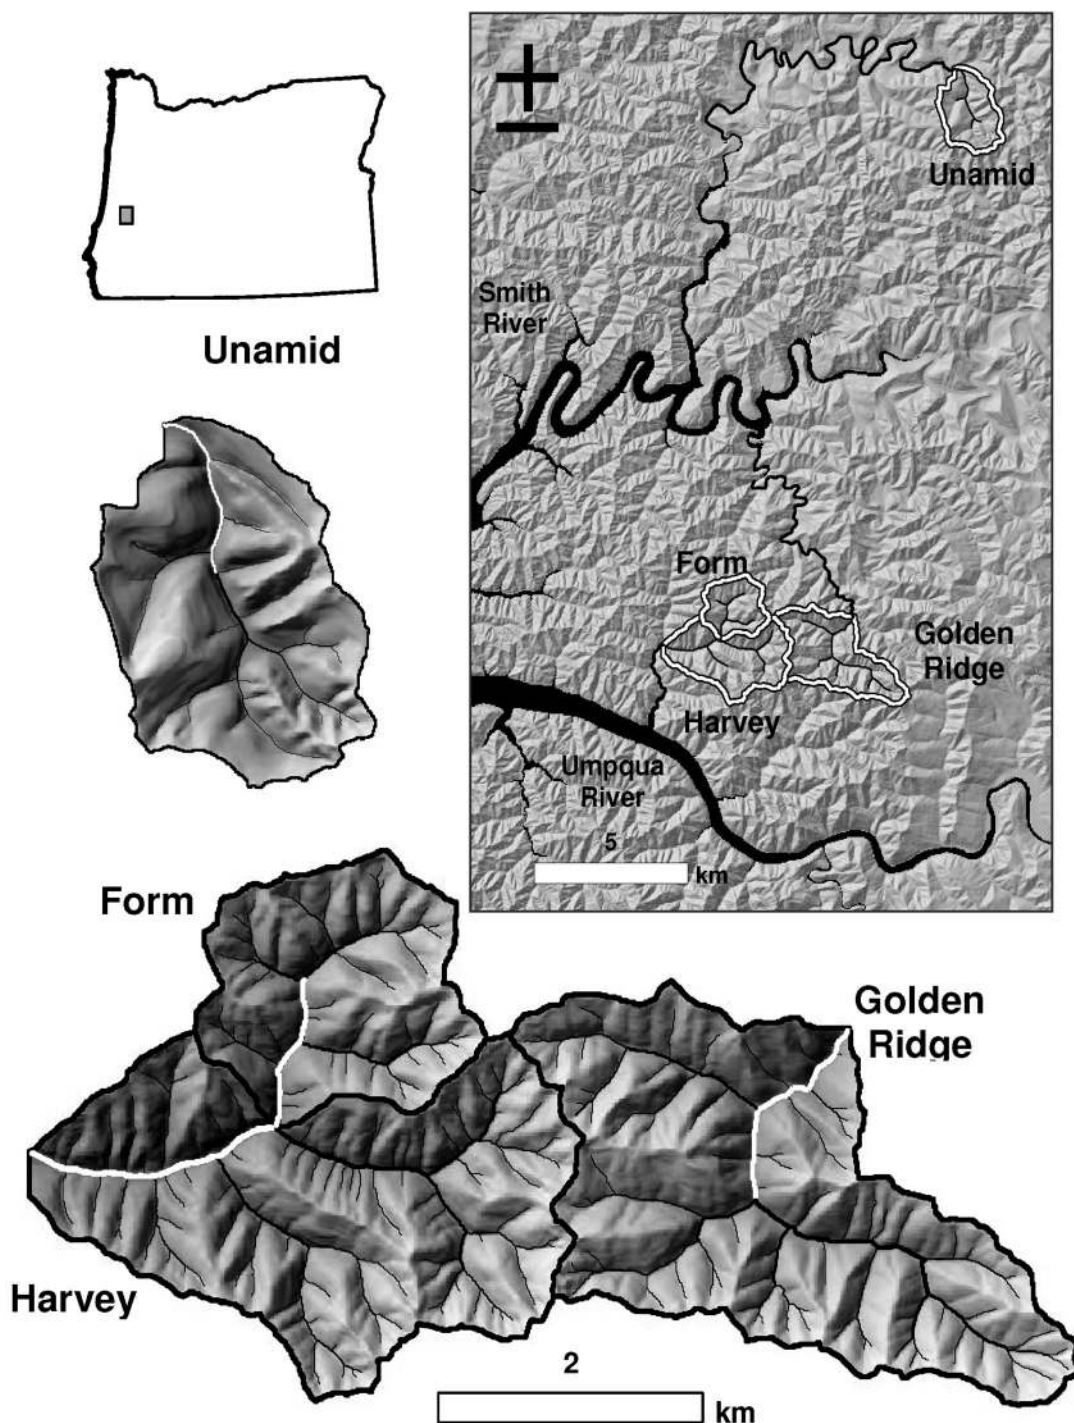 Unamid
Smith
River
Unamid
Form
Golden
Ridge
Harvey
Umpqua
River
5
km
Form
Golden
Ridge
Harvey
2
km